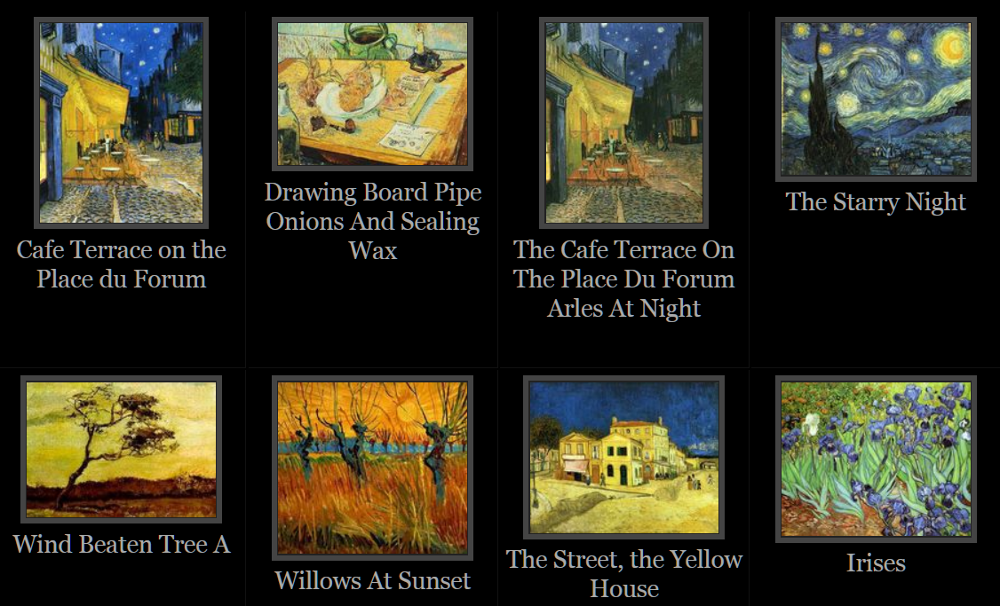 Cafe Terrace on the
Place du Forum
Drawing Board Pipe
Onions And Sealing
Wax
The Cafe Terrace On
The Place Du Forum
Arles At Night
The Starry Night
Wind Beaten Tree A
Willows At Sunset
The Street, the Yellow
House
Irises